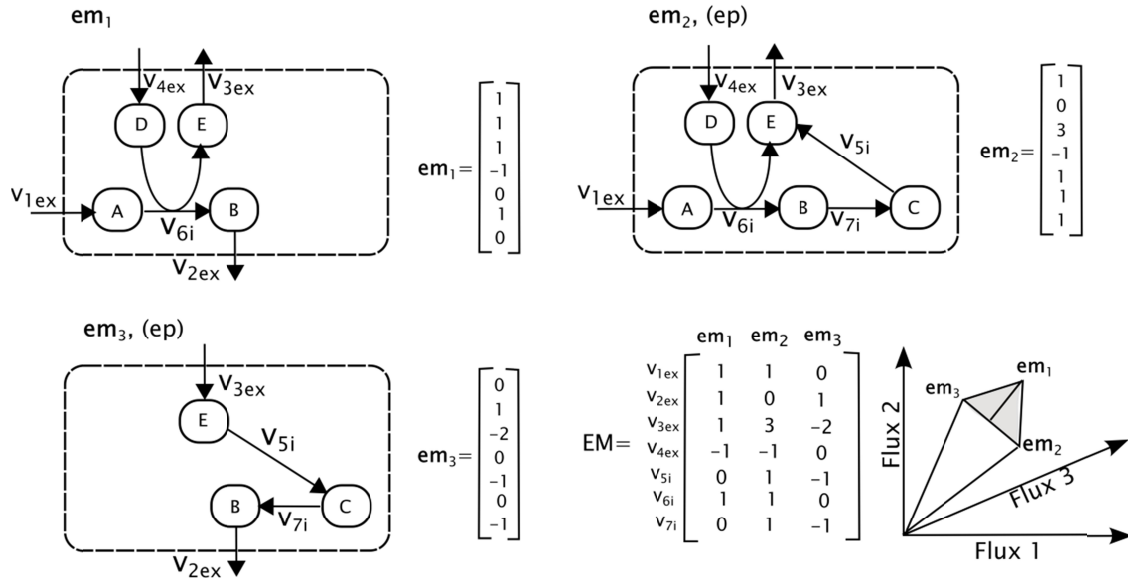 em₁
v₄ex v₃ex
D E
v₁ex A v₆i B
v₂ex
em₁= [1 1 1 -1 0 1 0]
em₂, (ep)
v₄ex v₃ex
D E
v₅i
v₁ex A v₆i B v₇i C
em₂= [1 0 3 -1 1 1 1]
em₃, (ep)
v₃ex
E
v₅i
B v₇i C
v₂ex
em₃= [0 1 -2 0 -1 0 -1]
em₁ em₂ em₃
v₁ex 1 1 0
v₂ex 1 0 1
v₃ex 1 3 -2
EM= v₄ex -1 -1 0
v₅i 0 1 -1
v₆i 1 1 0
v₇i 0 1 -1
em₁
em₃
em₂
Flux 2
Flux 3
Flux 1